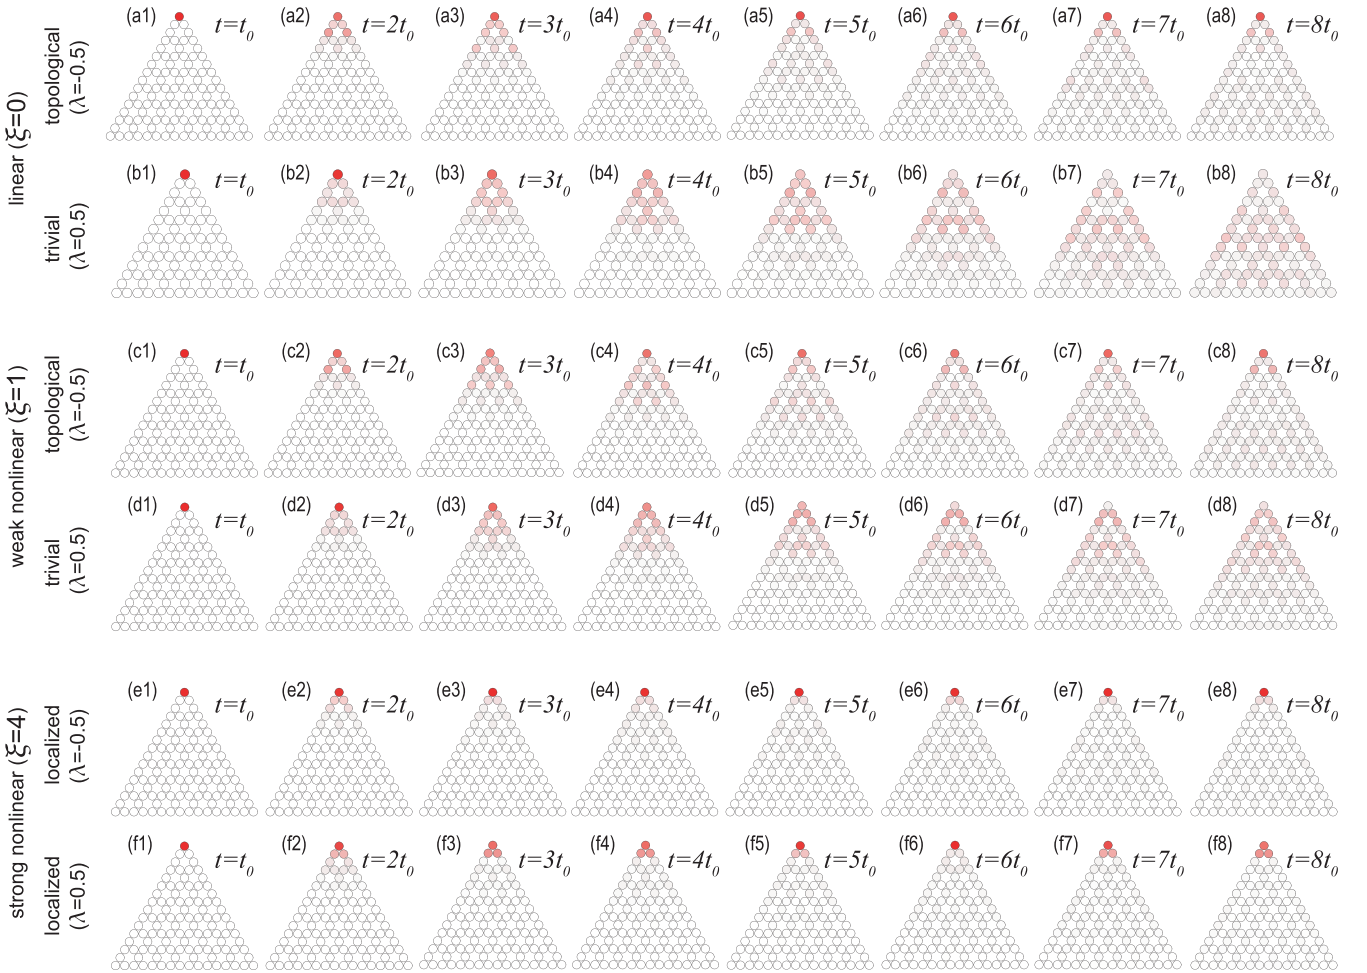 linear (ξ=0)
topological
(λ=-0.5)
(a1) t=t0
(a2) t=2t0
(a3) t=3t0
(a4) t=4t0
(a5) t=5t0
(a6) t=6t0
(a7) t=7t0
(a8) t=8t0
trivial
(λ=0.5)
(b1) t=t0
(b2) t=2t0
(b3) t=3t0
(b4) t=4t0
(b5) t=5t0
(b6) t=6t0
(b7) t=7t0
(b8) t=8t0
weak nonlinear (ξ=1)
topological
(λ=-0.5)
(c1) t=t0
(c2) t=2t0
(c3) t=3t0
(c4) t=4t0
(c5) t=5t0
(c6) t=6t0
(c7) t=7t0
(c8) t=8t0
trivial
(λ=0.5)
(d1) t=t0
(d2) t=2t0
(d3) t=3t0
(d4) t=4t0
(d5) t=5t0
(d6) t=6t0
(d7) t=7t0
(d8) t=8t0
strong nonlinear (ξ=4)
localized
(λ=-0.5)
(e1) t=t0
(e2) t=2t0
(e3) t=3t0
(e4) t=4t0
(e5) t=5t0
(e6) t=6t0
(e7) t=7t0
(e8) t=8t0
localized
(λ=0.5)
(f1) t=t0
(f2) t=2t0
(f3) t=3t0
(f4) t=4t0
(f5) t=5t0
(f6) t=6t0
(f7) t=7t0
(f8) t=8t0